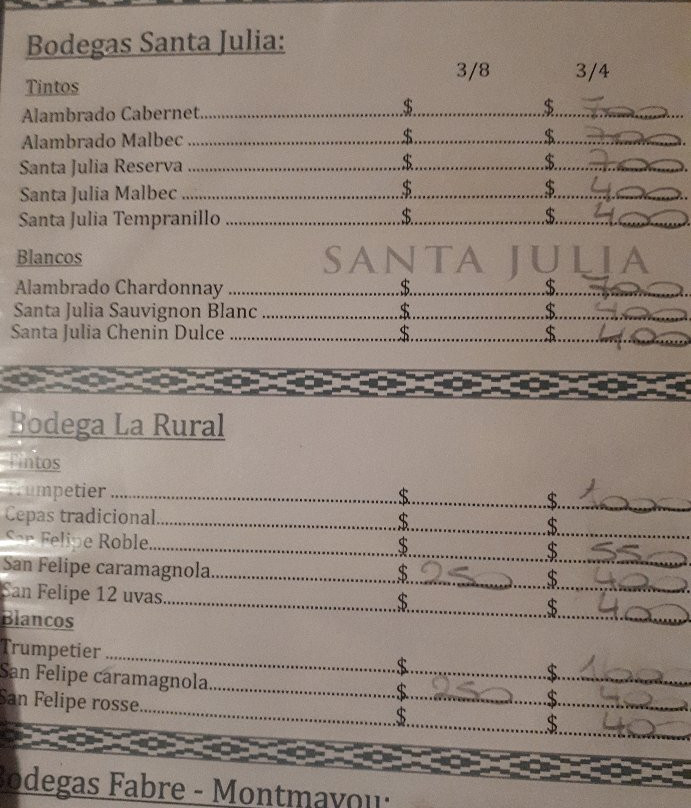 Bodegas Santa Julia:
3/8 3/4
Tintos
Alambrado Cabernet $ $ 700
Alambrado Malbec $ $ 700
Santa Julia Reserva $ $ 700
Santa Julia Malbec $ $ 400
Santa Julia Tempranillo $ $ 400
Blancos
SANTA JULIA
Alambrado Chardonnay $ $ 700
Santa Julia Sauvignon Blanc $ $ 400
Santa Julia Chenin Dulce $ $ 400
Bodega La Rural
Tintos
Trumpetier $ $ 1000
Cepas tradicional $ $
San Felipe Roble $ $ 550
San Felipe caramagnola $ 250 $ 400
San Felipe 12 uvas $ $ 400
Blancos
Trumpetier $ $ 1000
San Felipe caramagnola $ 250 $ 400
San Felipe rosse $ $ 400
Bodegas Fabre - Montmayou: